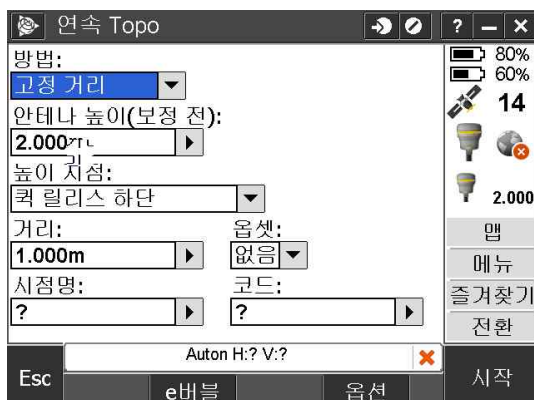 연속 Topo
? — ×
방법:
80%
고정 거리
60%
안테나 높이(보정 전):
14
2.000
높이 지점:
퀵 릴리스 하단
2.000
거리:
옵셋:
맵
1.000m
없음
메뉴
시점명:
코드:
즐겨찾기
?
?
전환
Auton H:? V:?
Esc
e버블
옵션
시작